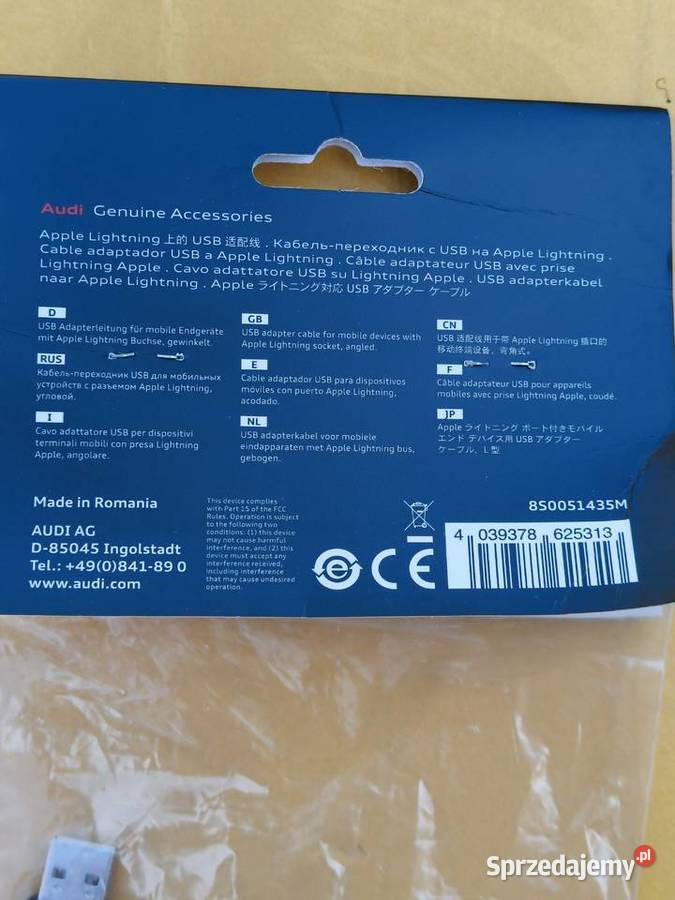 Audi Genuine Accessories
Apple Lightning 上的 USB 适配线 . Кабель-переходник с USB на Apple Lightning .
Cable adaptador USB a Apple Lightning . Câble adaptateur USB avec prise
Lightning Apple . Cavo adattatore USB su Lightning Apple . USB adapterkabel
naar Apple Lightning . Apple ライトニング対応 USB アダプター ケーブル
D
USB Adapterleitung für mobile Endgeräte
mit Apple Lightning Buchse, gewinkelt.
RUS
Кабель-переходник USB для мобильных
устройств с разъемом Apple Lightning,
угловой.
I
Cavo adattatore USB per dispositivi
terminali mobili con presa Lightning
Apple, angolare.
GB
USB adapter cable for mobile devices with
Apple Lightning socket, angled.
E
Cable adaptador USB para dispositivos
móviles con puerto Apple Lightning,
acodado.
NL
USB adapterkabel voor mobiele
eindapparaten met Apple Lightning bus,
gebogen.
CN
USB 适配线用于带 Apple Lightning 插口的
移动终端设备，弯角式。
F
Câble adaptateur USB pour appareils
mobiles avec prise Lightning Apple, coudé.
JP
Apple ライトニング ポート付きモバイル
エンド デバイス用 USB アダプター
ケーブル、L 型
Made in Romania
AUDI AG
D-85045 Ingolstadt
Tel.: +49(0)841-89 0
www.audi.com
This device complies
with Part 15 of the FCC
Rules. Operation is subject
to the following two
conditions: (1) this device
may not cause harmful
interference, and (2) this
device must accept any
interference received,
including interference
that may cause undesired
operation.
8S0051435M
4 039378 625313
CE
Sprzedajemy.pl